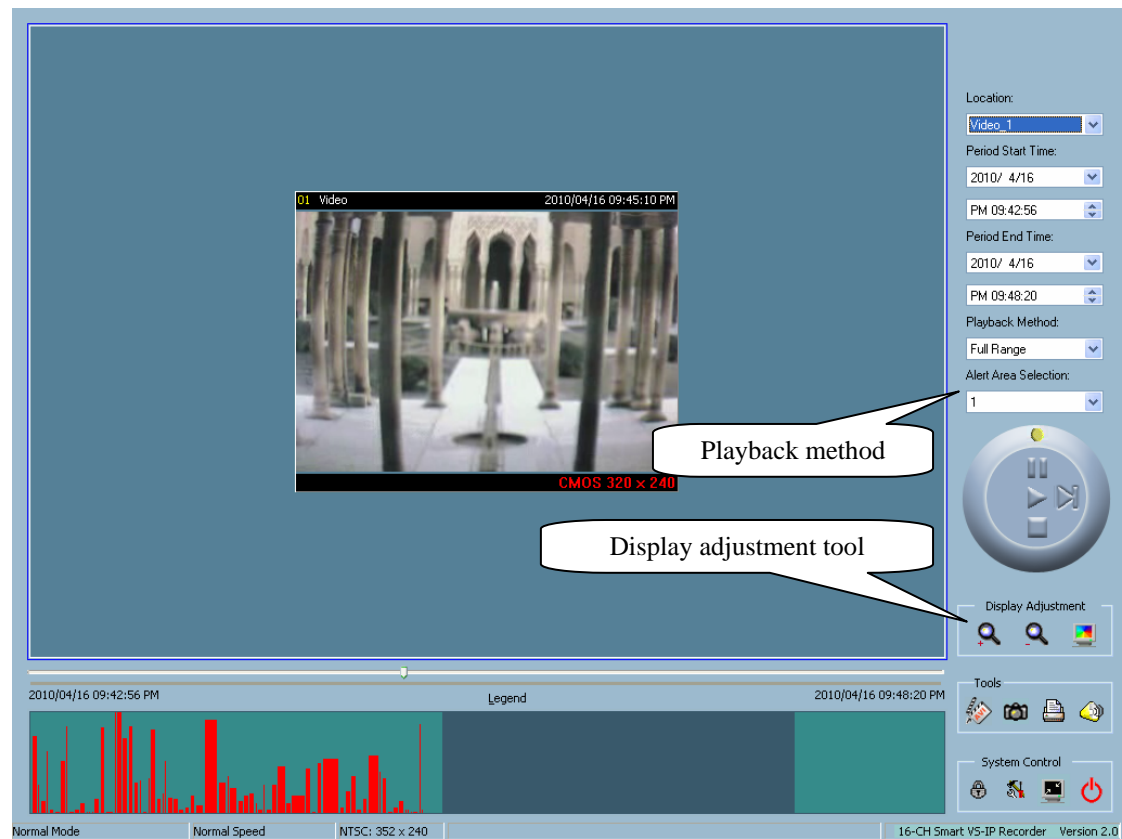 01 Video 2010/04/16 09:45:10 PM
CMOS 320 x 240
Location:
Video_1
Period Start Time:
2010/ 4/16
PM 09:42:56
Period End Time:
2010/ 4/16
PM 09:48:20
Playback Method:
Full Range
Alert Area Selection:
1
Playback method
Display adjustment tool
Display Adjustment
2010/04/16 09:42:56 PM Legend 2010/04/16 09:48:20 PM
Tools
System Control
Normal Mode Normal Speed NTSC: 352 x 240 16-CH Smart VS-IP Recorder Version 2.0